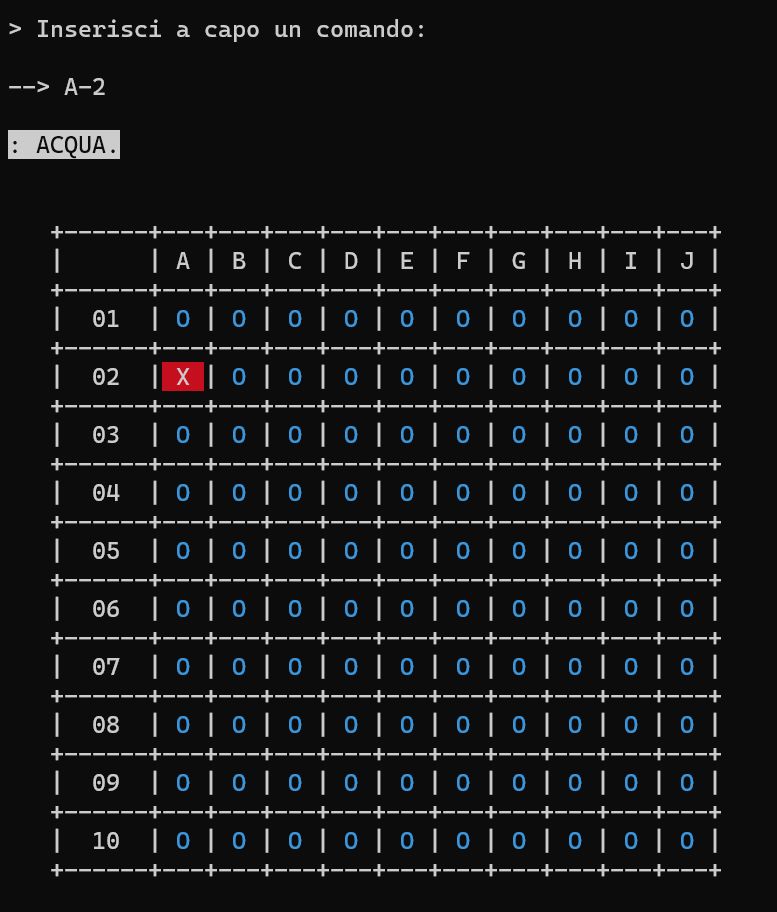 > Inserisci a capo un comando:
--> A-2
: ACQUA.
+------+---+---+---+---+---+---+---+---+---+---+
|      | A | B | C | D | E | F | G | H | I | J |
+------+---+---+---+---+---+---+---+---+---+---+
|  01  | O | O | O | O | O | O | O | O | O | O |
+------+---+---+---+---+---+---+---+---+---+---+
|  02  | X | O | O | O | O | O | O | O | O | O |
+------+---+---+---+---+---+---+---+---+---+---+
|  03  | O | O | O | O | O | O | O | O | O | O |
+------+---+---+---+---+---+---+---+---+---+---+
|  04  | O | O | O | O | O | O | O | O | O | O |
+------+---+---+---+---+---+---+---+---+---+---+
|  05  | O | O | O | O | O | O | O | O | O | O |
+------+---+---+---+---+---+---+---+---+---+---+
|  06  | O | O | O | O | O | O | O | O | O | O |
+------+---+---+---+---+---+---+---+---+---+---+
|  07  | O | O | O | O | O | O | O | O | O | O |
+------+---+---+---+---+---+---+---+---+---+---+
|  08  | O | O | O | O | O | O | O | O | O | O |
+------+---+---+---+---+---+---+---+---+---+---+
|  09  | O | O | O | O | O | O | O | O | O | O |
+------+---+---+---+---+---+---+---+---+---+---+
|  10  | O | O | O | O | O | O | O | O | O | O |
+------+---+---+---+---+---+---+---+---+---+---+